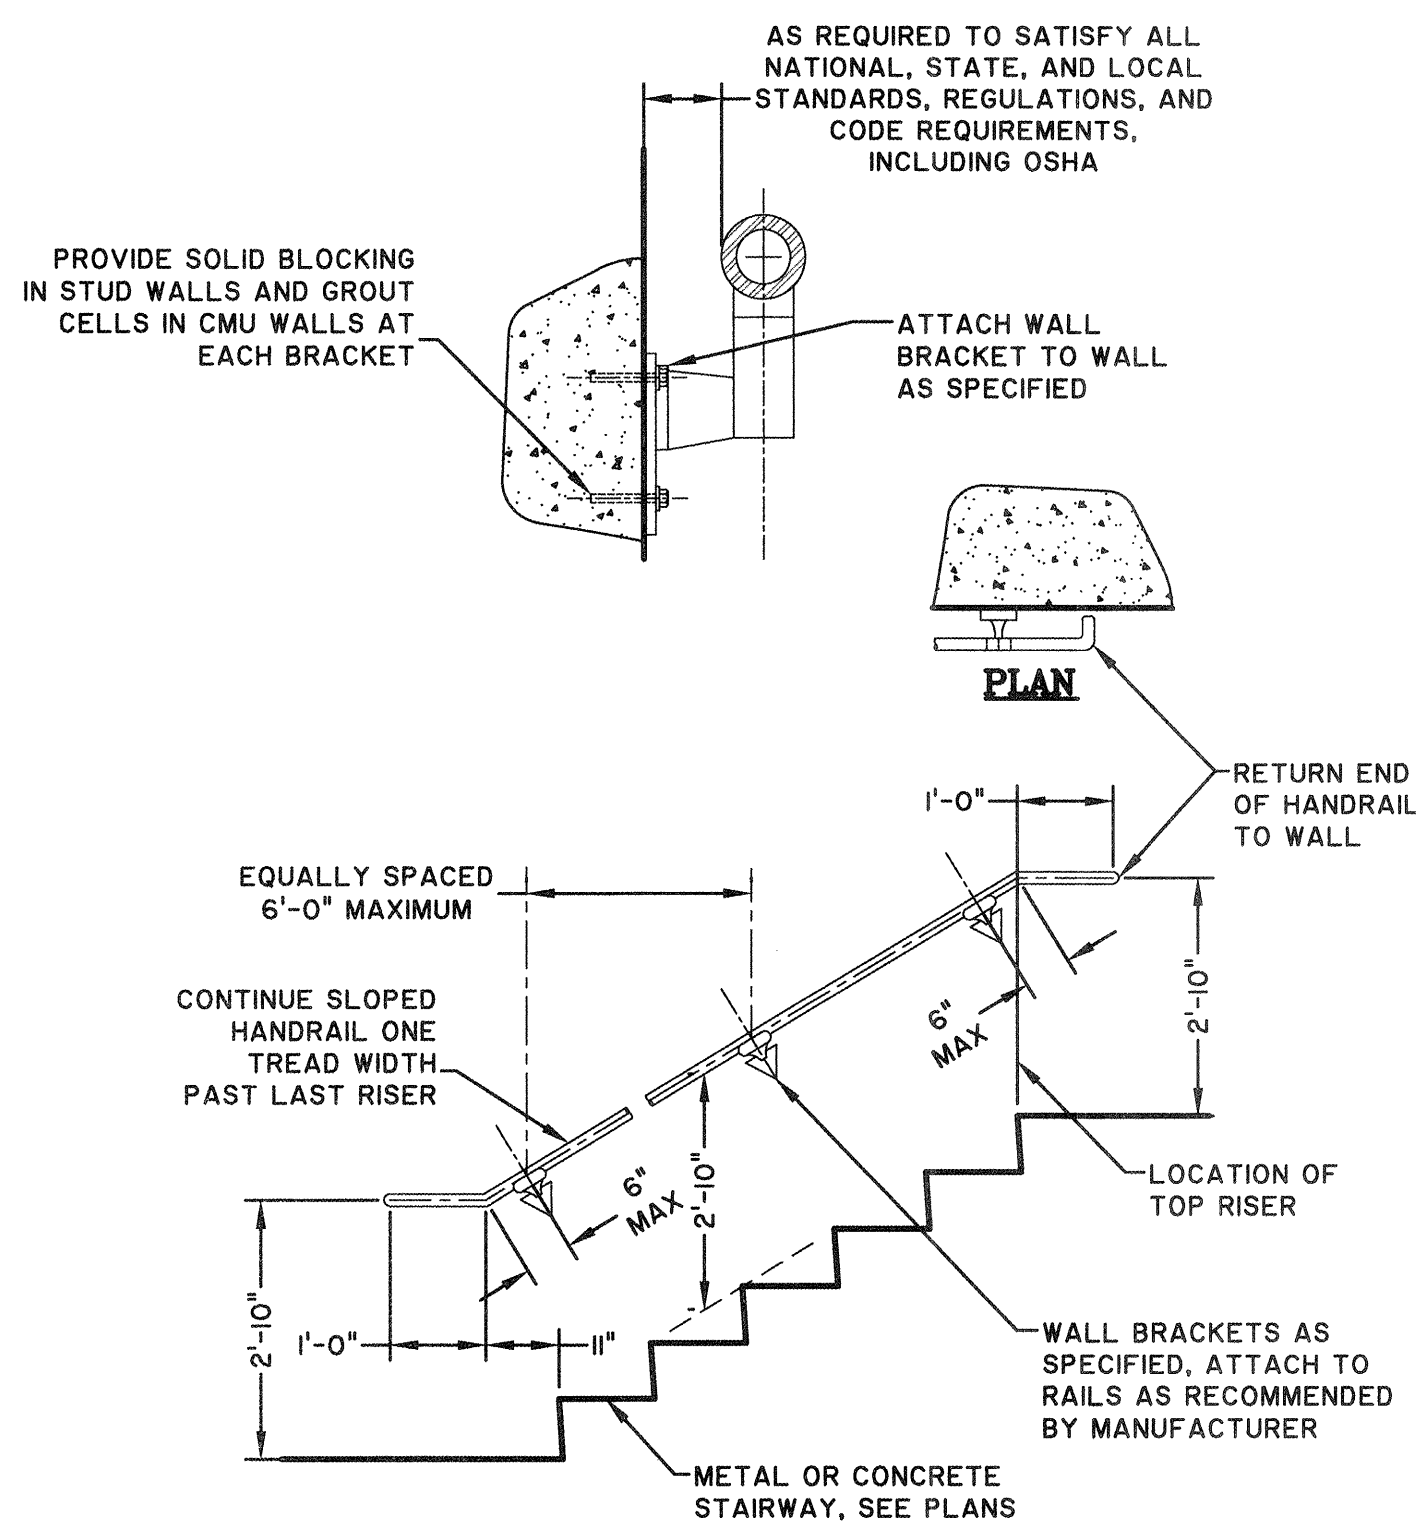 AS REQUIRED TO SATISFY ALL
NATIONAL, STATE, AND LOCAL
STANDARDS, REGULATIONS, AND
CODE REQUIREMENTS,
INCLUDING OSHA
PROVIDE SOLID BLOCKING
IN STUD WALLS AND GROUT
CELLS IN CMU WALLS AT
EACH BRACKET
ATTACH WALL
BRACKET TO WALL
AS SPECIFIED
PLAN
RETURN END
OF HANDRAIL
TO WALL
1'-0"
EQUALLY SPACED
6'-0" MAXIMUM
CONTINUE SLOPED
HANDRAIL ONE
TREAD WIDTH
PAST LAST RISER
6"
MAX
2'-10"
6"
MAX
2'-10"
LOCATION OF
TOP RISER
2'-10"
1'-0"
11"
WALL BRACKETS AS
SPECIFIED, ATTACH TO
RAILS AS RECOMMENDED
BY MANUFACTURER
METAL OR CONCRETE
STAIRWAY, SEE PLANS